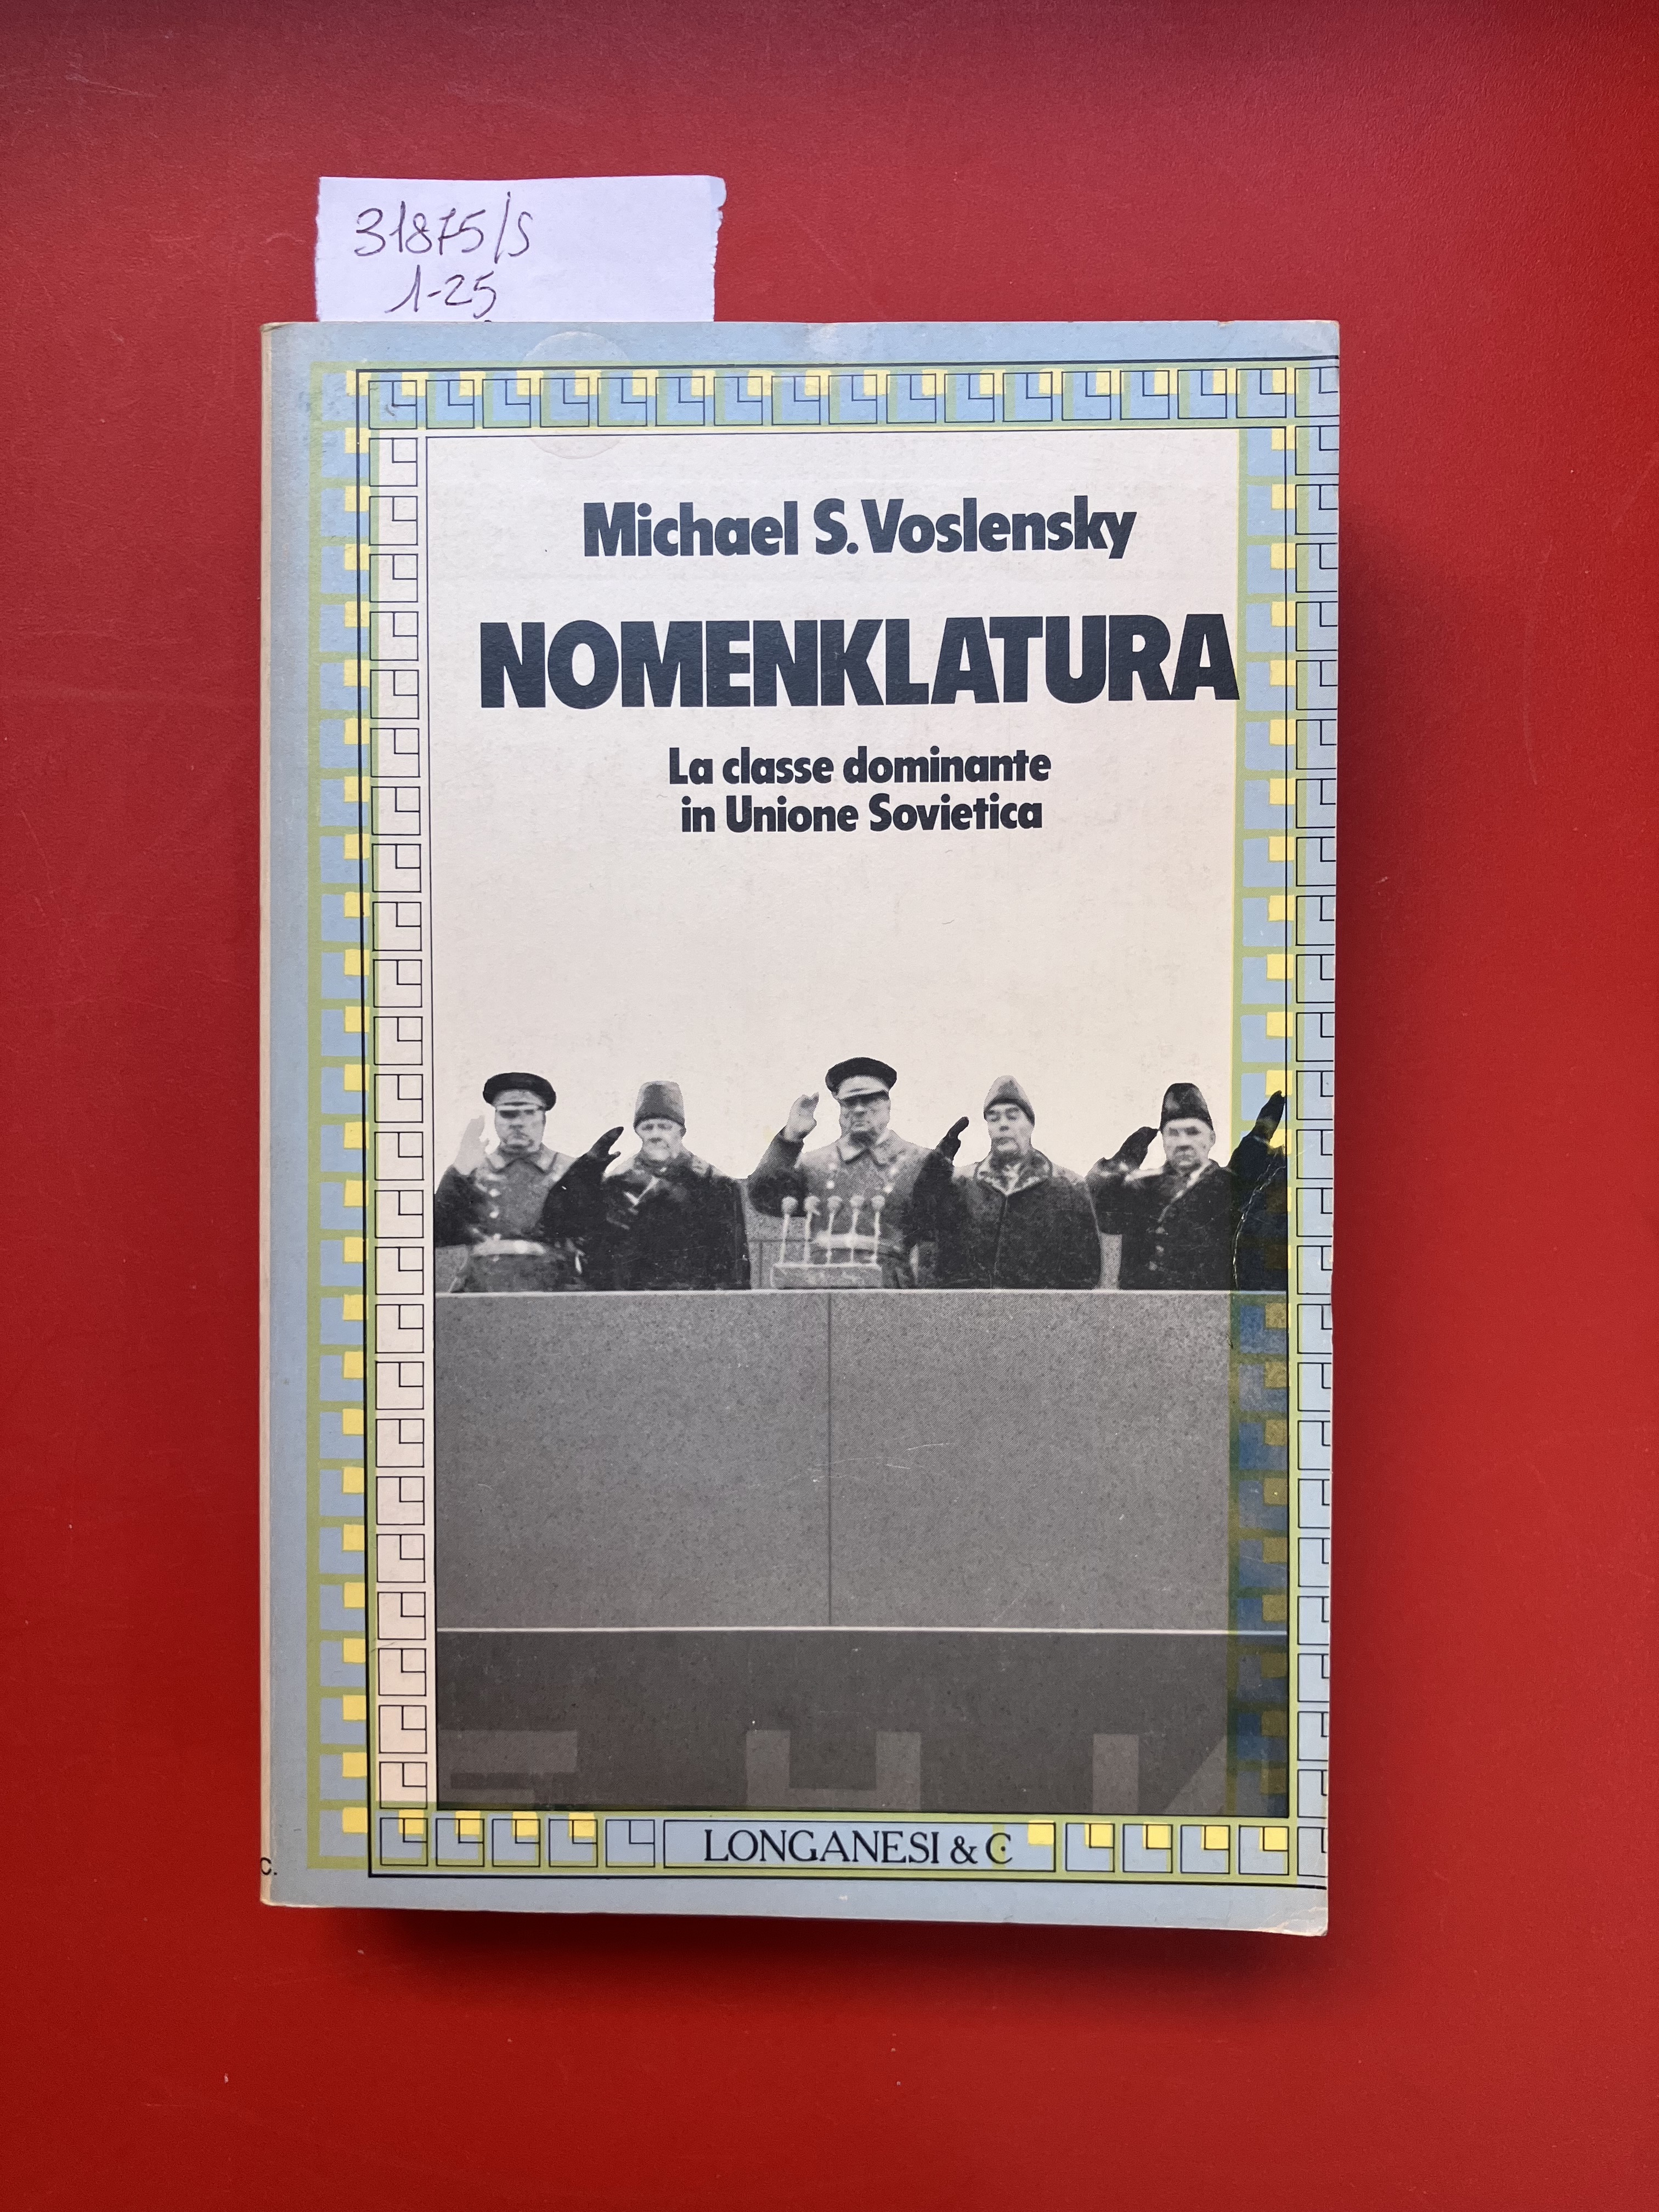 31875/S
1-25
Michael S. Voslensky
NOMENKLATURA
La classe dominante
in Unione Sovietica
LONGANESI & C.
C.